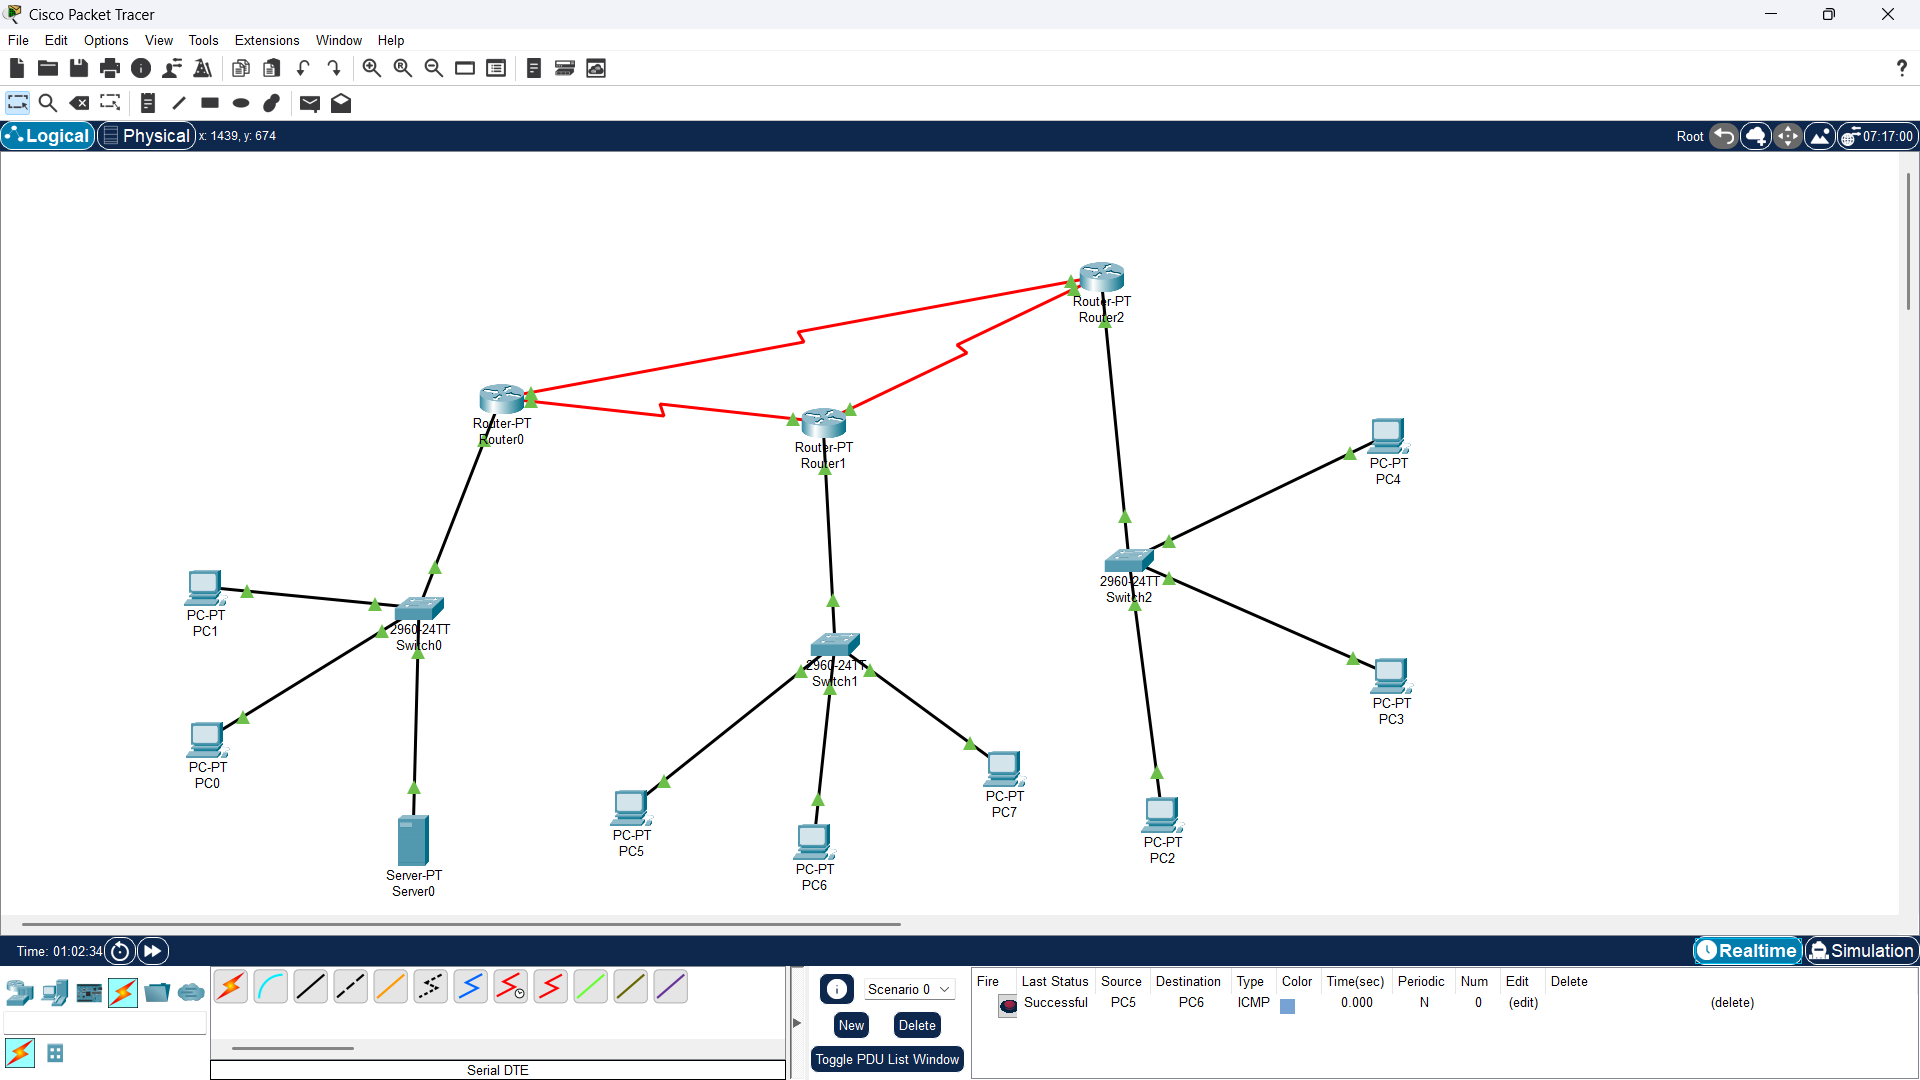 Cisco Packet Tracer
File Edit Options View Tools Extensions Window Help
Logical Physical x: 1439, y: 674 Root 07:17:00
Router-PT
Router2
Router-PT
Router0
Router-PT
Router1
PC-PT
PC4
2960-24TT
Switch2
PC-PT
PC1
2960-24TT
Switch0
2960-24TT
Switch1
PC-PT
PC3
PC-PT
PC0
PC-PT
PC7
PC-PT
PC5
PC-PT
PC2
PC-PT
PC6
Server-PT
Server0
Time: 01:02:34 Realtime Simulation
Scenario 0
New Delete
Toggle PDU List Window
Fire Last Status Source Destination Type Color Time(sec) Periodic Num Edit Delete
Successful PC5 PC6 ICMP 0.000 N 0 (edit) (delete)
Serial DTE